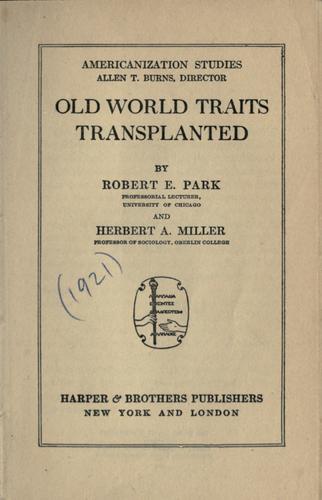 AMERICANIZATION STUDIES
ALLEN T. BURNS, DIRECTOR
OLD WORLD TRAITS
TRANSPLANTED
BY
ROBERT E. PARK
PROFESSORIAL LECTURER,
UNIVERSITY OF CHICAGO
AND
HERBERT A. MILLER
PROFESSOR OF SOCIOLOGY, OBERLIN COLLEGE
(1921)
HARPER & BROTHERS PUBLISHERS
NEW YORK AND LONDON